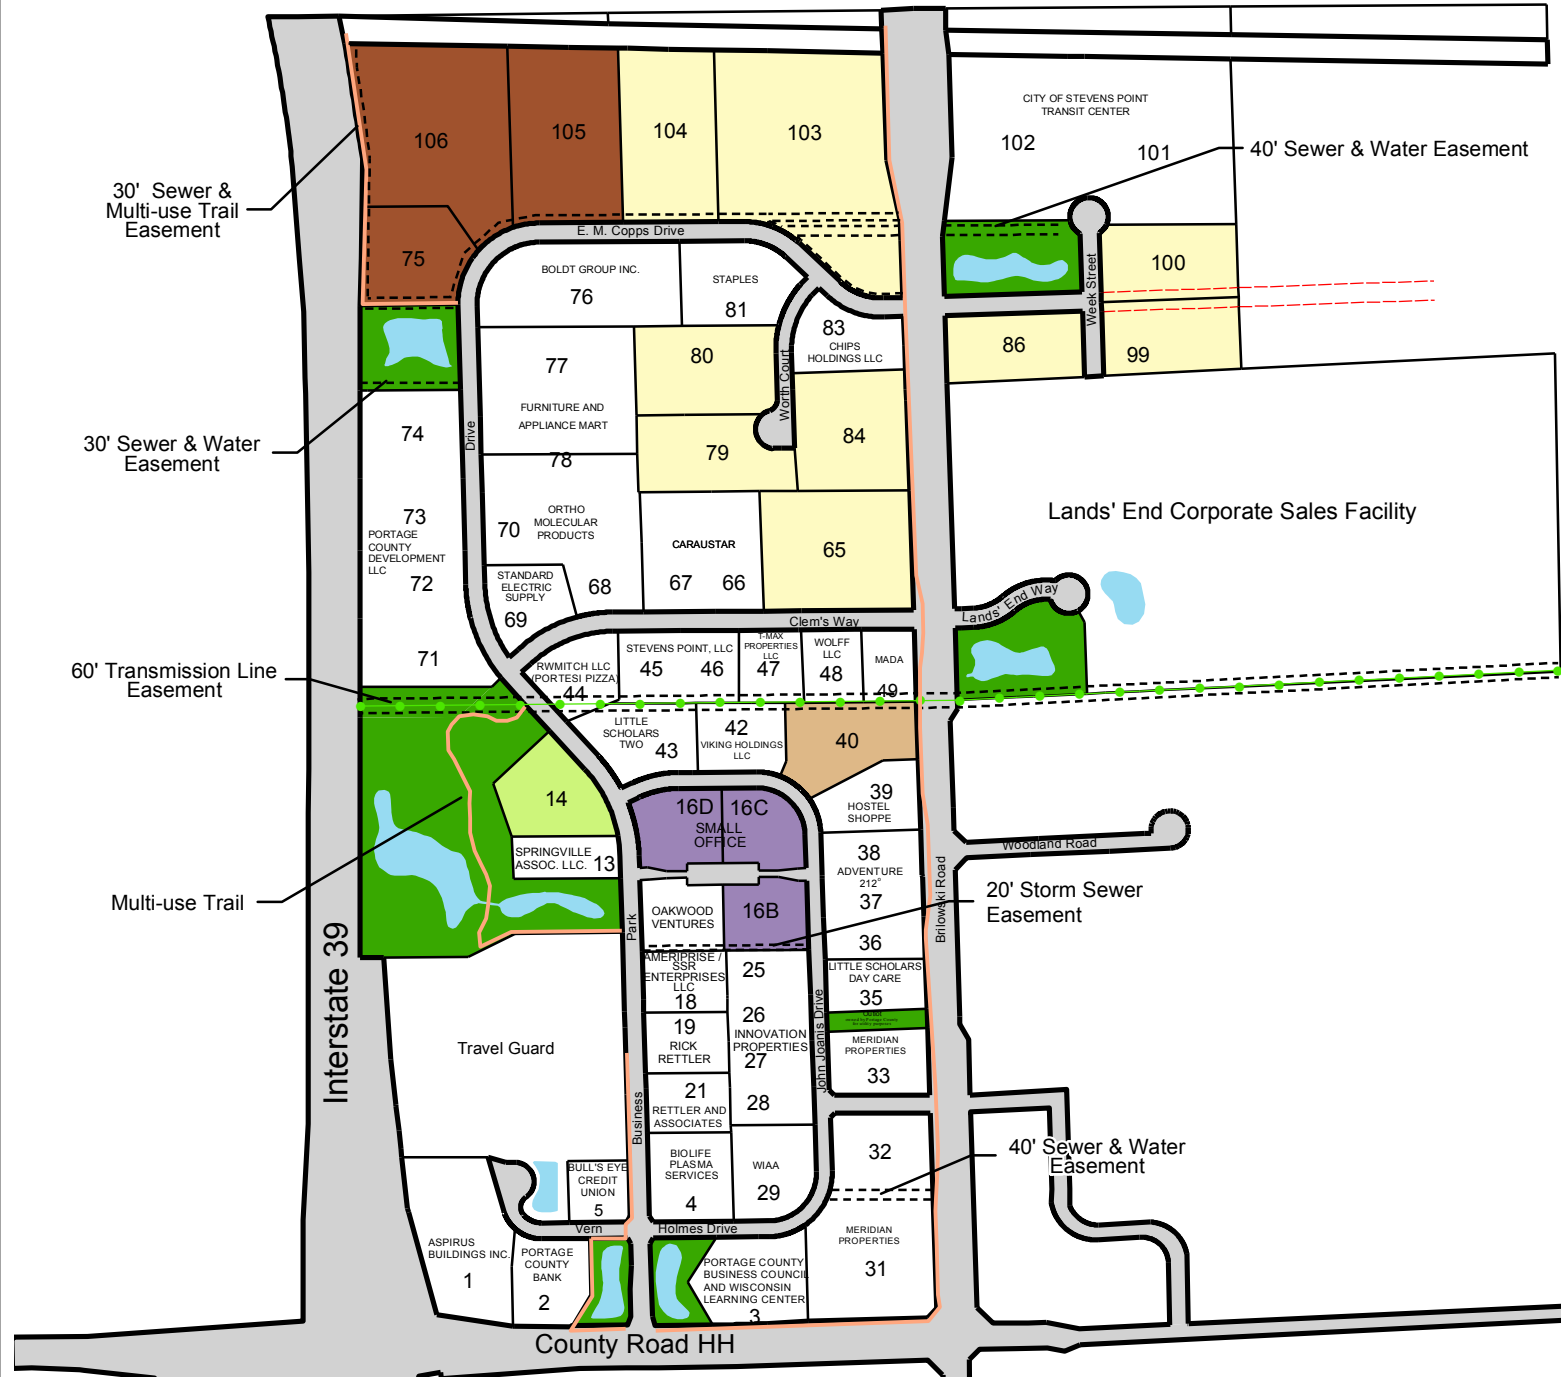 CITY OF STEVENS POINT
TRANSIT CENTER
102
101
40' Sewer & Water Easement
106
105
104
103
30' Sewer &
Multi-use Trail
Easement
E. M. Copps Drive
75
BOLDT GROUP INC.
76
STAPLES
81
100
Week Street
83
CHIPS
HOLDINGS LLC
86
99
77
80
Worth Court
FURNITURE AND
APPLIANCE MART
78
79
84
74
Drive
30' Sewer & Water
Easement
73
PORTAGE
COUNTY
DEVELOPMENT
LLC
72
71
70
ORTHO
MOLECULAR
PRODUCTS
68
CARAUSTAR
67
66
65
Lands' End Corporate Sales Facility
STANDARD
ELECTRIC
SUPPLY
69
Lands' End Way
Clem's Way
60' Transmission Line
Easement
RWMITCH LLC
(PORTESI PIZZA)
44
STEVENS POINT, LLC
45
46
T-MAX
PROPERTIES
LLC
47
WOLFF
LLC
48
MADA
49
LITTLE
SCHOLARS
TWO
43
42
VIKING HOLDINGS
LLC
40
39
HOSTEL
SHOPPE
14
16D
16C
SMALL
OFFICE
SPRINGVILLE
ASSOC. LLC.
13
38
ADVENTURE
212°
37
36
Woodland Road
Brilowski Road
Multi-use Trail
Park
OAKWOOD
VENTURES
16B
20' Storm Sewer
Easement
AMERIPRISE /
SSR
ENTERPRISES
LLC
18
25
26
INNOVATION
PROPERTIES
27
28
LITTLE SCHOLARS
DAY CARE
35
Outlot
Interstate 39
Travel Guard
19
RICK
RETTLER
John Joanis Drive
MERIDIAN
PROPERTIES
33
21
RETTLER AND
ASSOCIATES
Business
32
40' Sewer & Water
Easement
BIOLIFE
PLASMA
SERVICES
4
WIAA
29
BULL'S EYE
CREDIT
UNION
5
Vern
Holmes Drive
ASPIRUS
BUILDINGS INC.
1
PORTAGE
COUNTY
BANK
2
PORTAGE COUNTY
BUSINESS COUNCIL
AND WISCONSIN
LEARNING CENTER
3
MERIDIAN
PROPERTIES
31
County Road HH